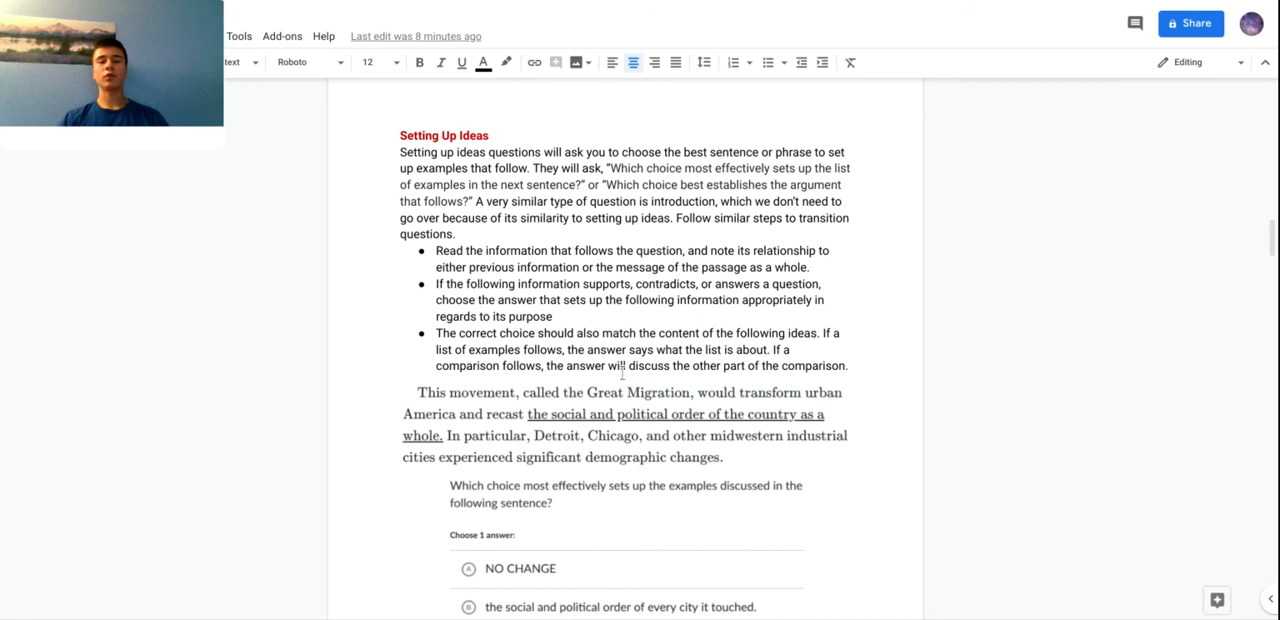 Tools Add-ons Help Last edit was 8 minutes ago
Share
text Roboto 12 B I U A Editing
Setting Up Ideas
Setting up ideas questions will ask you to choose the best sentence or phrase to set
up examples that follow. They will ask, “Which choice most effectively sets up the list
of examples in the next sentence?” or “Which choice best establishes the argument
that follows?” A very similar type of question is introduction, which we don’t need to
go over because of its similarity to setting up ideas. Follow similar steps to transition
questions.
● Read the information that follows the question, and note its relationship to
either previous information or the message of the passage as a whole.
● If the following information supports, contradicts, or answers a question,
choose the answer that sets up the following information appropriately in
regards to its purpose
● The correct choice should also match the content of the following ideas. If a
list of examples follows, the answer says what the list is about. If a
comparison follows, the answer will discuss the other part of the comparison.
This movement, called the Great Migration, would transform urban
America and recast the social and political order of the country as a
whole. In particular, Detroit, Chicago, and other midwestern industrial
cities experienced significant demographic changes.
Which choice most effectively sets up the examples discussed in the
following sentence?
Choose 1 answer:
A NO CHANGE
B the social and political order of every city it touched.